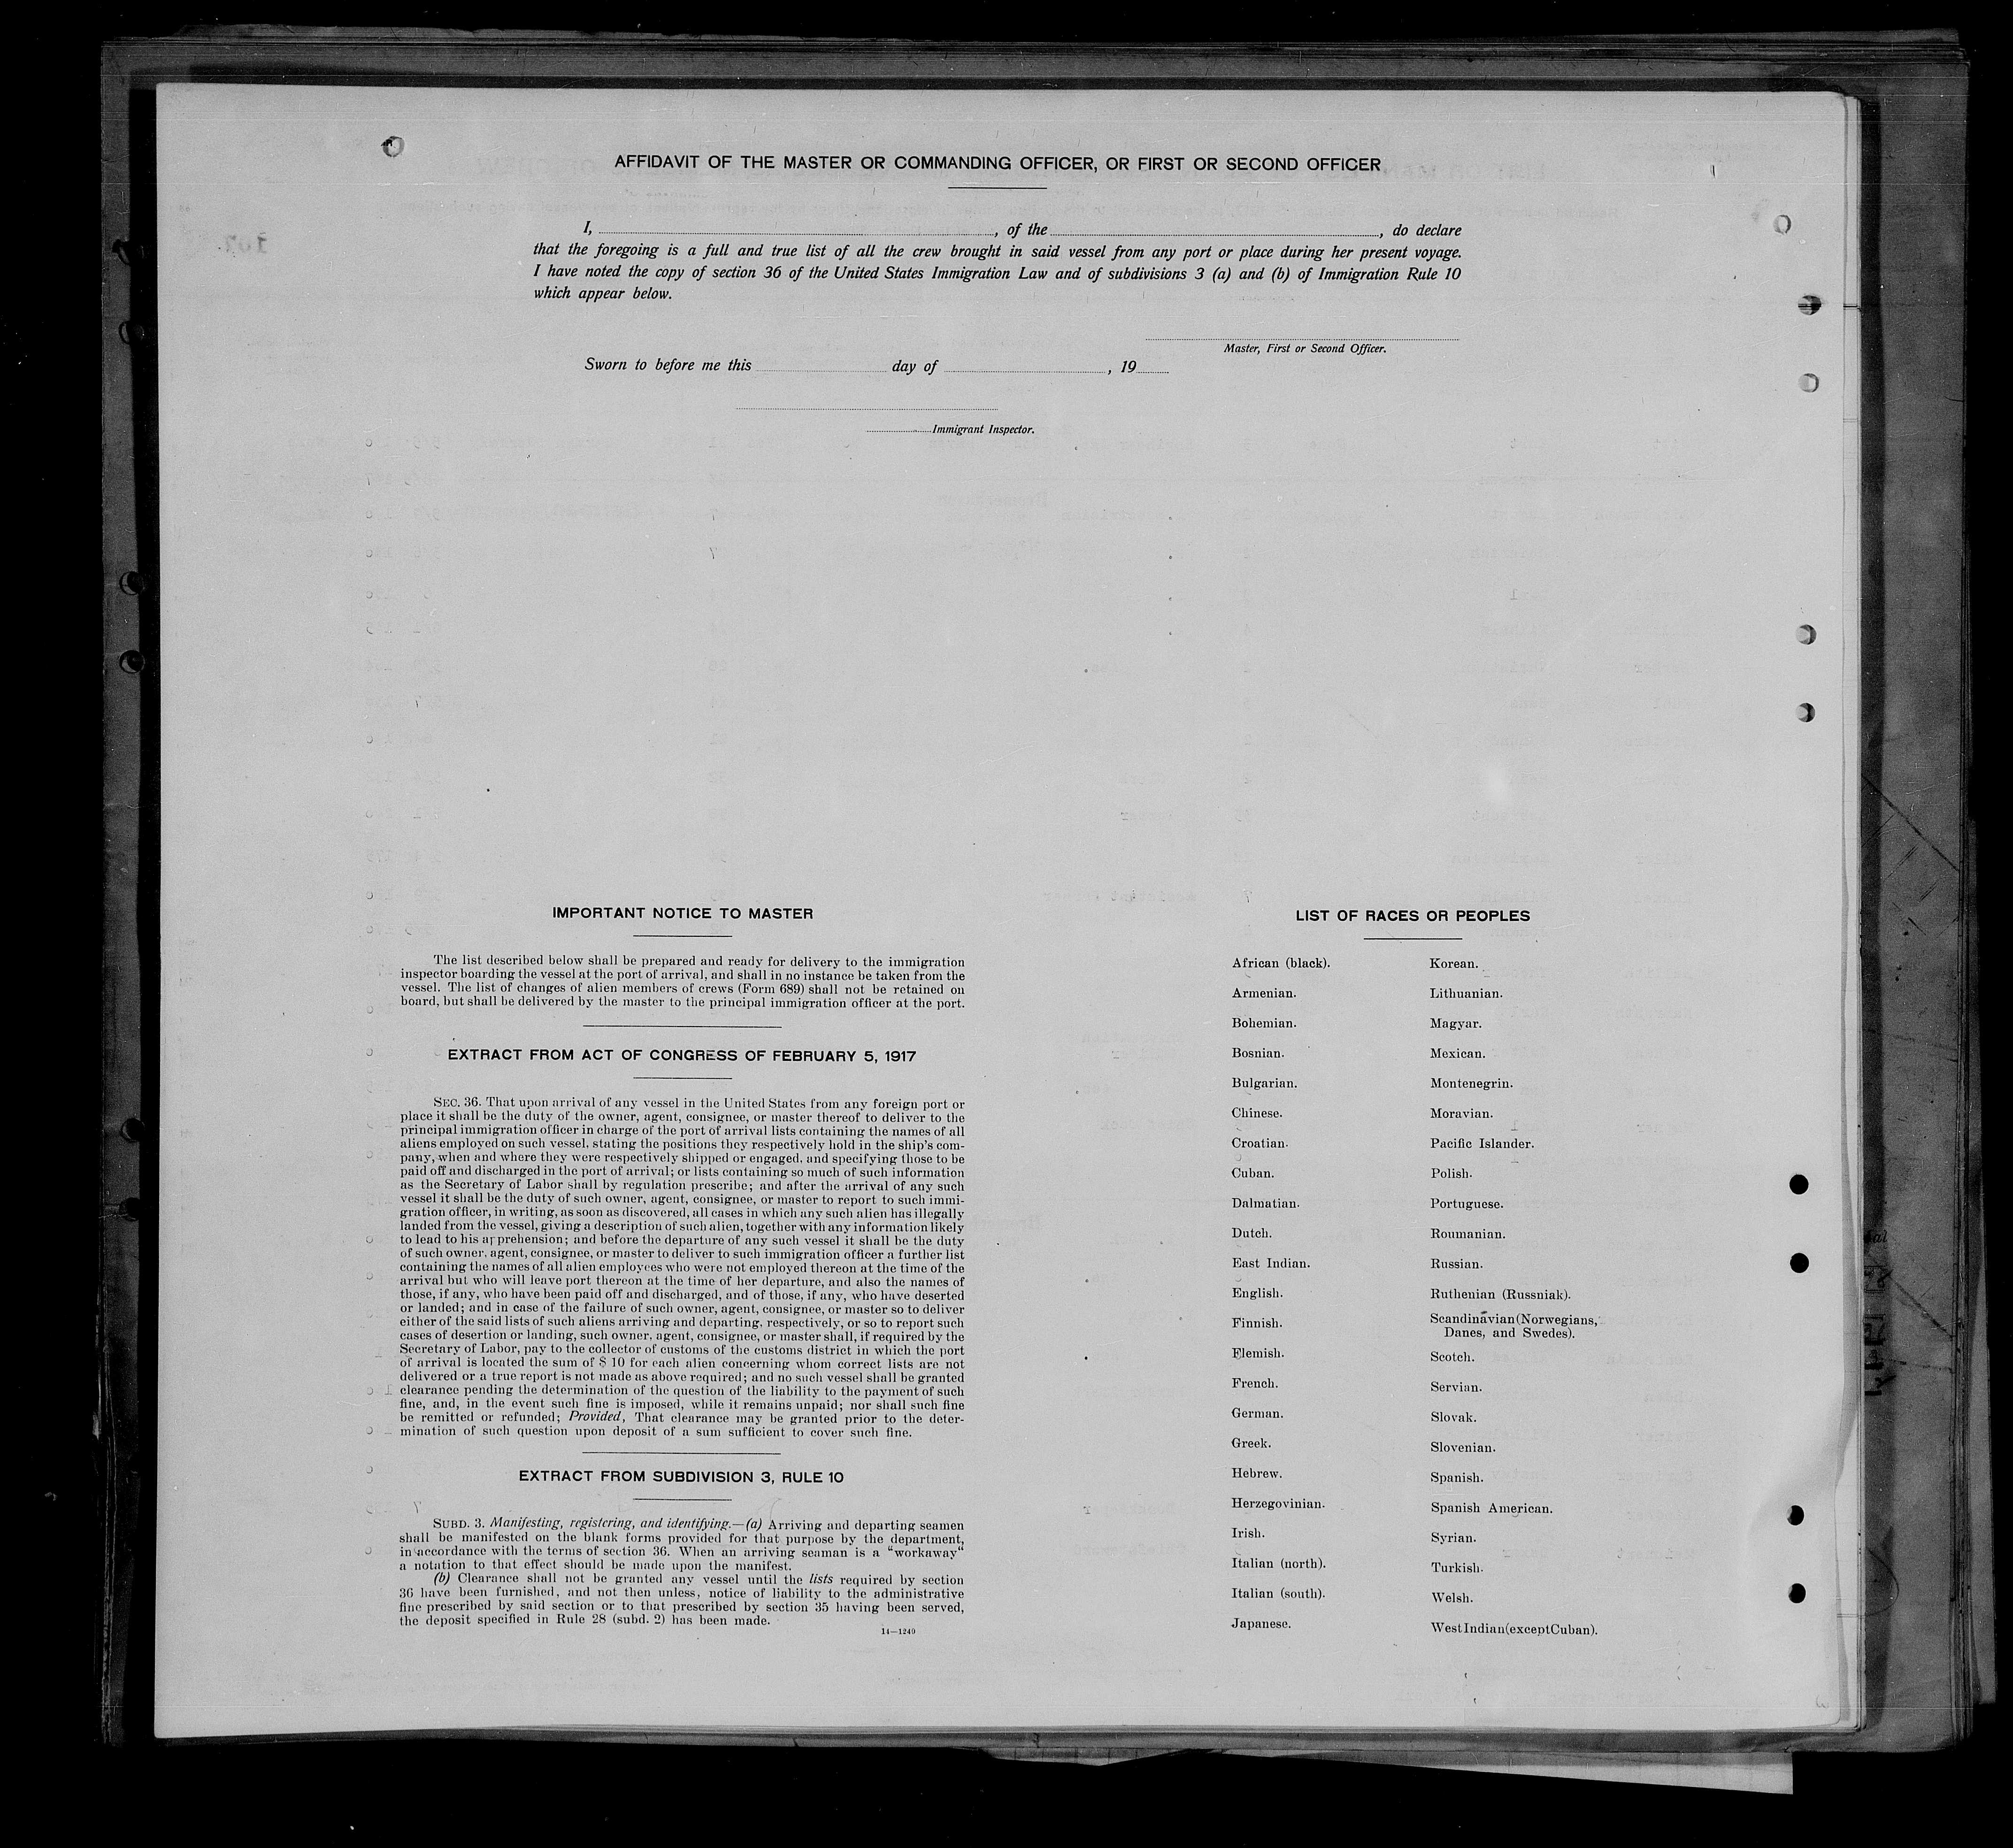 AFFIDAVIT OF THE MASTER OR COMMANDING OFFICER, OR FIRST OR SECOND OFFICER
I, ........, of the ........, do declare
that the foregoing is a full and true list of all the crew brought in said vessel from any port or place during her present voyage.
I have noted the copy of section 36 of the United States Immigration Law and of subdivisions 3 (a) and (b) of Immigration Rule 10
which appear below.
Master, First or Second Officer.
Sworn to before me this ........ day of ........, 19....
Immigrant Inspector.
IMPORTANT NOTICE TO MASTER
The list described below shall be prepared and ready for delivery to the immigration
inspector boarding the vessel at the port of arrival, and shall in no instance be taken from the
vessel. The list of changes of alien members of crews (Form 689) shall not be retained on
board, but shall be delivered by the master to the principal immigration officer at the port.
EXTRACT FROM ACT OF CONGRESS OF FEBRUARY 5, 1917
SEC. 36. That upon arrival of any vessel in the United States from any foreign port or
place it shall be the duty of the owner, agent, consignee, or master thereof to deliver to the
principal immigration officer in charge of the port of arrival lists containing the names of all
aliens employed on such vessel, stating the positions they respectively hold in the ship's com-
pany, when and where they were respectively shipped or engaged, and specifying those to be
paid off and discharged in the port of arrival; or lists containing so much of such information
as the Secretary of Labor shall by regulation prescribe; and after the arrival of any such
vessel it shall be the duty of such owner, agent, consignee, or master to report to such immi-
gration officer, in writing, as soon as discovered, all cases in which any such alien has illegally
landed from the vessel, giving a description of such alien, together with any information likely
to lead to his apprehension; and before the departure of any such vessel it shall be the duty
of such owner, agent, consignee, or master to deliver to such immigration officer a further list
containing the names of all alien employees who were not employed thereon at the time of the
arrival but who will leave port thereon at the time of her departure, and also the names of
those, if any, who have been paid off and discharged, and of those, if any, who have deserted
or landed; and in case of the failure of such owner, agent, consignee, or master so to deliver
either of the said lists of such aliens arriving and departing, respectively, or so to report such
cases of desertion or landing, such owner, agent, consignee, or master shall, if required by the
Secretary of Labor, pay to the collector of customs of the customs district in which the port
of arrival is located the sum of $ 10 for each alien concerning whom correct lists are not
delivered or a true report is not made as above required; and no such vessel shall be granted
clearance pending the determination of the question of the liability to the payment of such
fine, and, in the event such fine is imposed, while it remains unpaid; nor shall such fine
be remitted or refunded; Provided, That clearance may be granted prior to the deter-
mination of such question upon deposit of a sum sufficient to cover such fine.
EXTRACT FROM SUBDIVISION 3, RULE 10
SUBD. 3. Manifesting, registering, and identifying.—(a) Arriving and departing seamen
shall be manifested on the blank forms provided for that purpose by the department,
in accordance with the terms of section 36. When an arriving seaman is a "workaway"
a notation to that effect should be made upon the manifest.
(b) Clearance shall not be granted any vessel until the lists required by section
36 have been furnished, and not then unless, notice of liability to the administrative
fine prescribed by said section or to that prescribed by section 35 having been served,
the deposit specified in Rule 28 (subd. 2) has been made.
14—1240
LIST OF RACES OR PEOPLES
African (black).
Armenian.
Bohemian.
Bosnian.
Bulgarian.
Chinese.
Croatian.
Cuban.
Dalmatian.
Dutch.
East Indian.
English.
Finnish.
Flemish.
French.
German.
Greek.
Hebrew.
Herzegovinian.
Irish.
Italian (north).
Italian (south).
Japanese.
Korean.
Lithuanian.
Magyar.
Mexican.
Montenegrin.
Moravian.
Pacific Islander.
Polish.
Portuguese.
Roumanian.
Russian.
Ruthenian (Russniak).
Scandinavian (Norwegians,
Danes, and Swedes).
Scotch.
Servian.
Slovak.
Slovenian.
Spanish.
Spanish American.
Syrian.
Turkish.
Welsh.
West Indian (except Cuban).